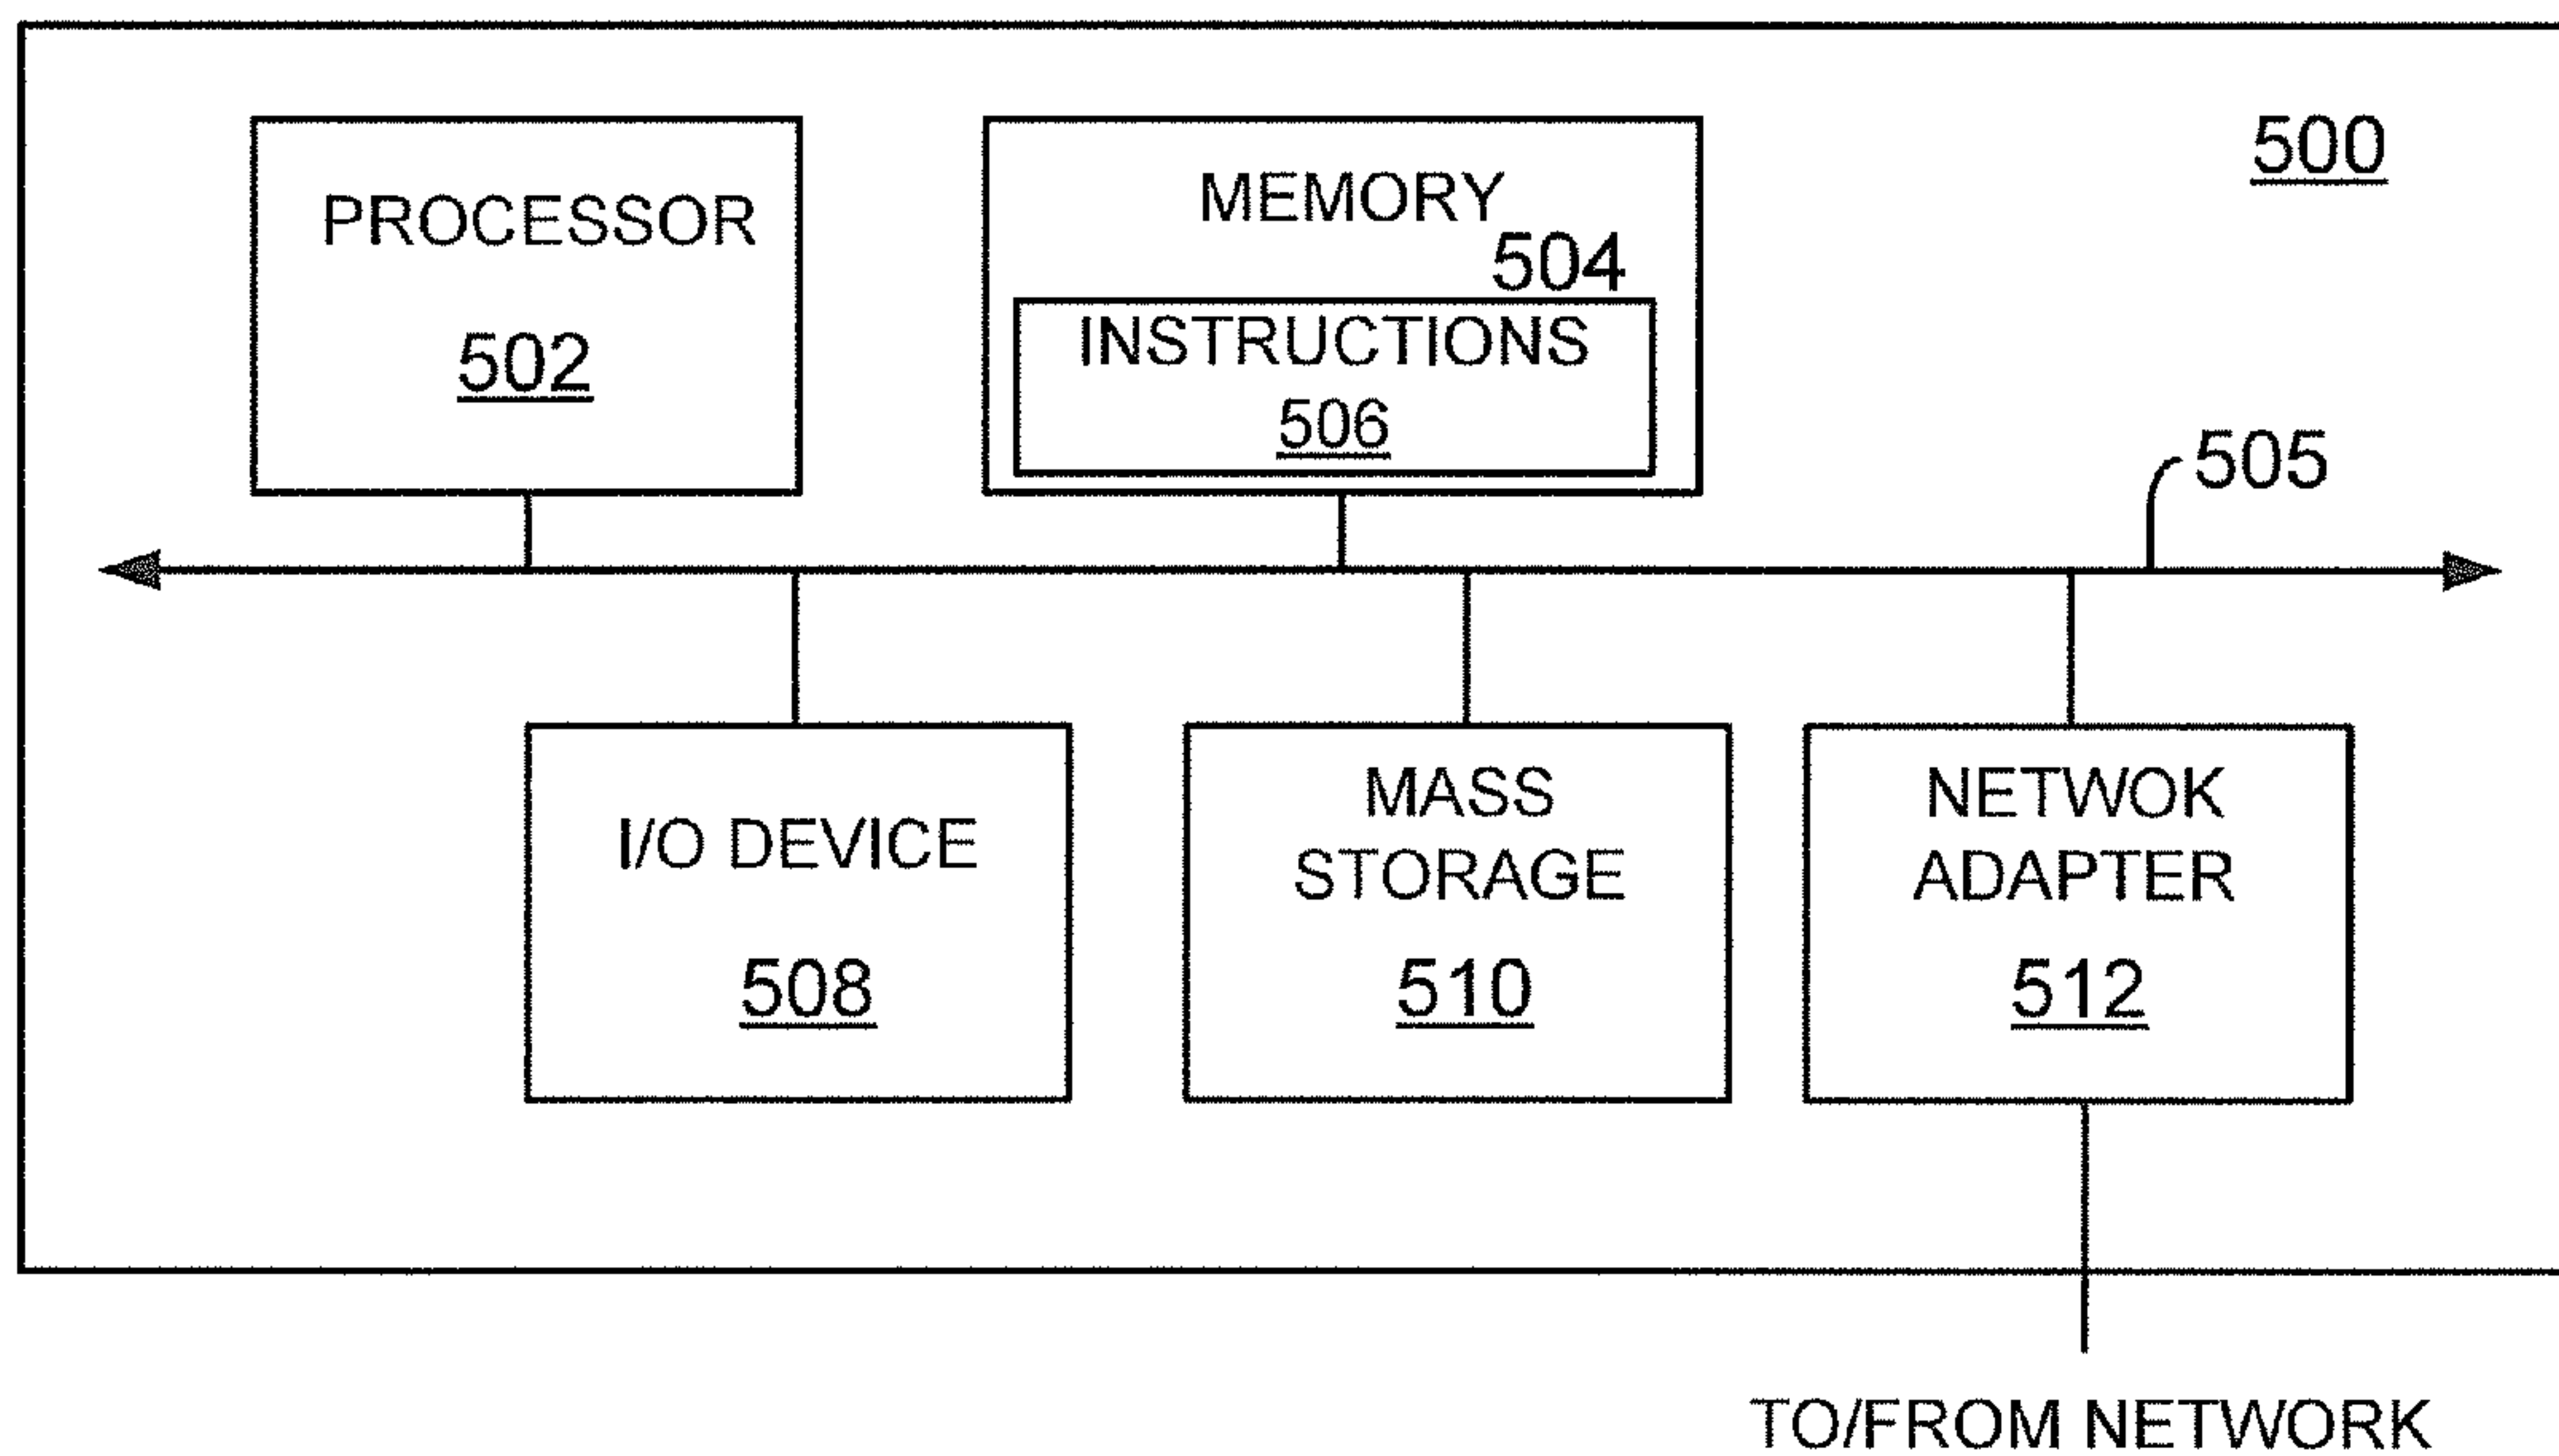 500
PROCESSOR
502
MEMORY
504
INSTRUCTIONS
506
505
I/O DEVICE
508
MASS
STORAGE
510
NETWOK
ADAPTER
512
TO/FROM NETWORK